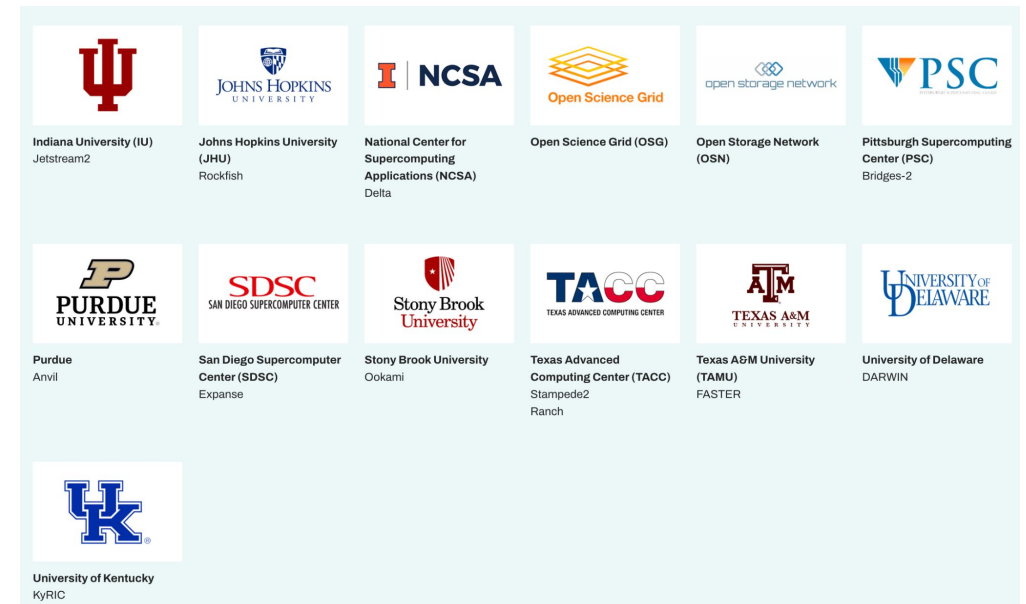 JOHNS HOPKINS
UNIVERSITY
I NCSA
Open Science Grid
open storage network
PSC
Indiana University (IU)
Jetstream2
Johns Hopkins University
(JHU)
Rockfish
National Center for
Supercomputing
Applications (NCSA)
Delta
Open Science Grid (OSG)
Open Storage Network
(OSN)
Pittsburgh Supercomputing
Center (PSC)
Bridges-2
P
PURDUE
UNIVERSITY®
SDSC
SAN DIEGO SUPERCOMPUTER CENTER
Stony Brook
University
TACC
TEXAS ADVANCED COMPUTING CENTER
ATM
TEXAS A&M
UNIVERSITY
UNIVERSITY OF
DELAWARE
Purdue
Anvil
San Diego Supercomputer
Center (SDSC)
Expanse
Stony Brook University
Ookami
Texas Advanced
Computing Center (TACC)
Stampede2
Ranch
Texas A&M University
(TAMU)
FASTER
University of Delaware
DARWIN
UK®
University of Kentucky
KyRIC